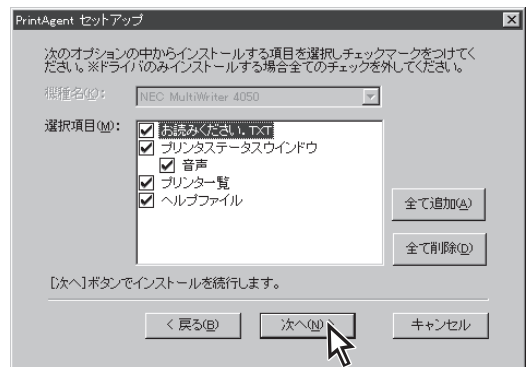 PrintAgent セットアップ
次のオプションの中からインストールする項目を選択しチェックマークをつけてく
ださい。※ドライバのみインストールする場合全てのチェックを外してください。
機種名(O):
NEC MultiWriter 4050
選択項目(M):
お読みください.TXT
プリンタステータスウインドウ
音声
プリンター覧
ヘルプファイル
全て追加(A)
全て削除(D)
[次へ]ボタンでインストールを続行します。
< 戻る(B)
次へ(N) >
キャンセル